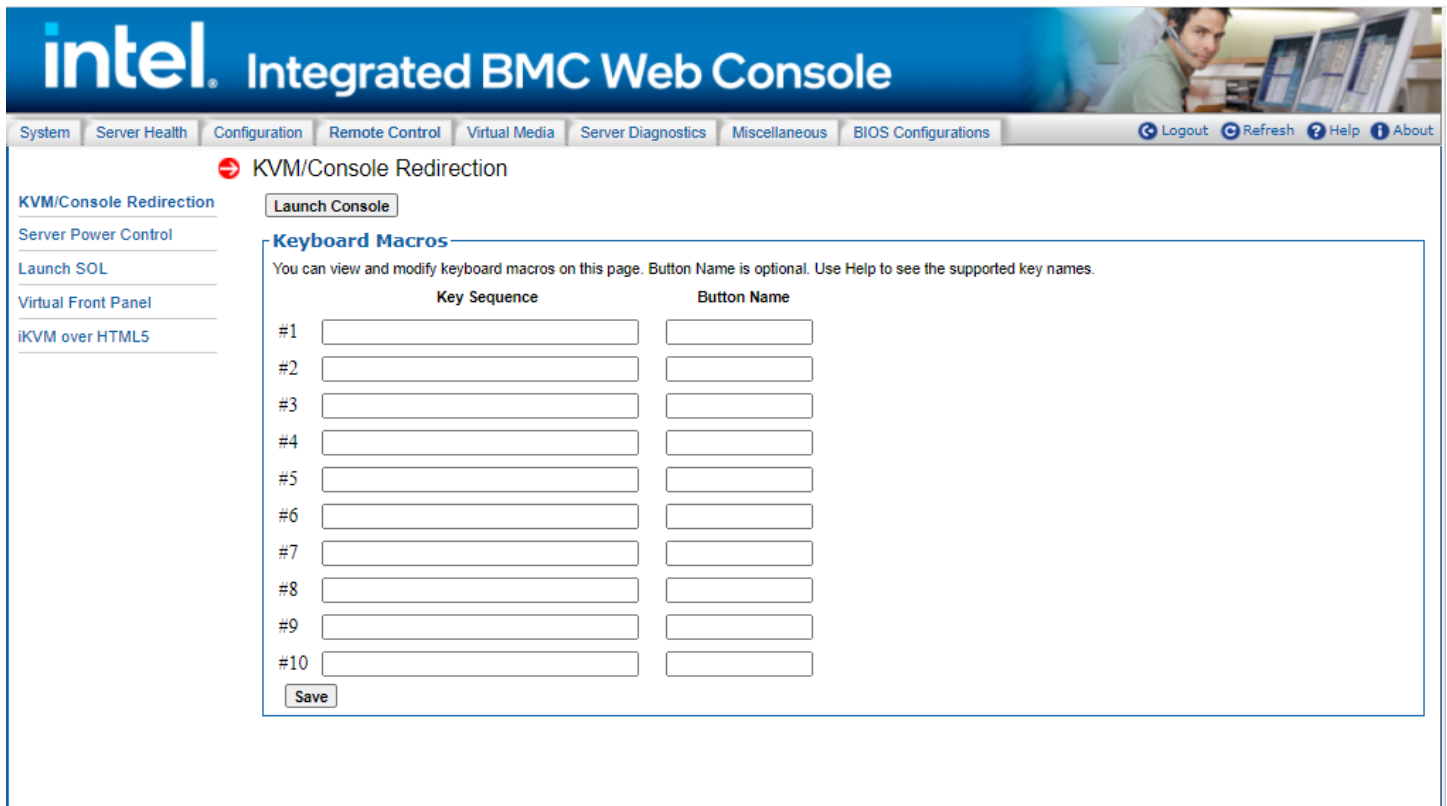 intel. Integrated BMC Web Console
System Server Health Configuration Remote Control Virtual Media Server Diagnostics Miscellaneous BIOS Configurations Logout Refresh Help About
KVM/Console Redirection
KVM/Console Redirection
Server Power Control
Launch SOL
Virtual Front Panel
iKVM over HTML5
Launch Console
Keyboard Macros
You can view and modify keyboard macros on this page. Button Name is optional. Use Help to see the supported key names.
Key Sequence Button Name
#1
#2
#3
#4
#5
#6
#7
#8
#9
#10
Save